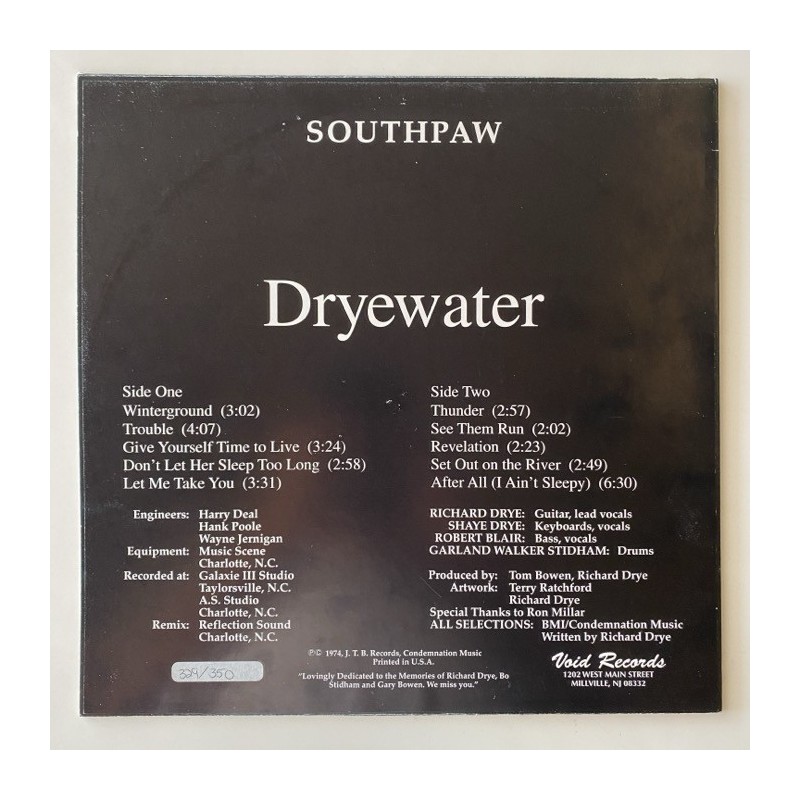 SOUTHPAW
Dryewater
Side One
Winterground (3:02)
Trouble (4:07)
Give Yourself Time to Live (3:24)
Don't Let Her Sleep Too Long (2:58)
Let Me Take You (3:31)
Side Two
Thunder (2:57)
See Them Run (2:02)
Revelation (2:23)
Set Out on the River (2:49)
After All (I Ain't Sleepy) (6:30)
Engineers: Harry Deal
Hank Poole
Wayne Jernigan
Equipment: Music Scene
Charlotte, N.C.
Recorded at: Galaxie III Studio
Taylorsville, N.C.
A.S. Studio
Charlotte, N.C.
Remix: Reflection Sound
Charlotte, N.C.
RICHARD DRYE: Guitar, lead vocals
SHAYE DRYE: Keyboards, vocals
ROBERT BLAIR: Bass, vocals
GARLAND WALKER STIDHAM: Drums
Produced by: Tom Bowen, Richard Drye
Artwork: Terry Ratchford
Richard Drye
Special Thanks to Ron Millar
ALL SELECTIONS: BMI/Condemnation Music
Written by Richard Drye
℗© 1974, J. T. B. Records, Condemnation Music
Printed in U.S.A.
"Lovingly Dedicated to the Memories of Richard Drye, Bo
Stidham and Gary Bowen. We miss you."
Void Records
1202 WEST MAIN STREET
MILLVILLE, NJ 08332